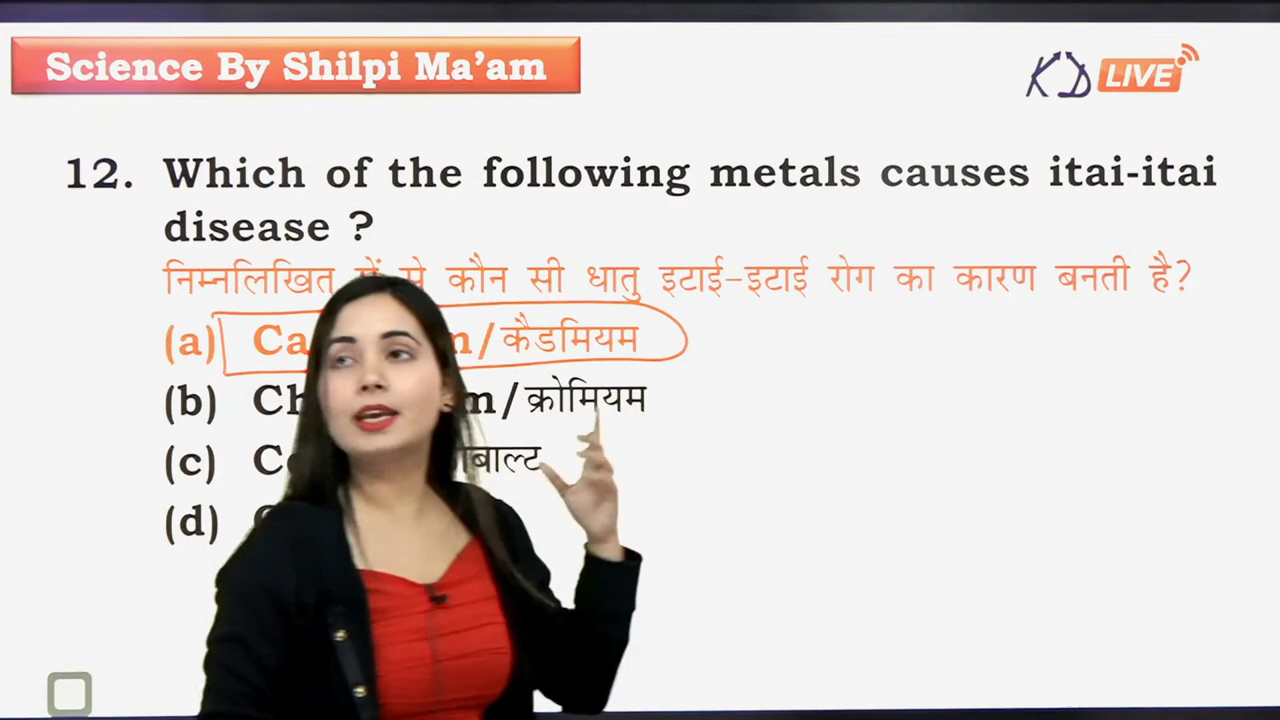 Science By Shilpi Ma'am
KD LIVE
12. Which of the following metals causes itai-itai
disease ?
निम्नलिखित में से कौन सी धातु इटाई-इटाई रोग का कारण बनती है?
(a) /कैडमियम
(b) /क्रोमियम
(c)
(d)